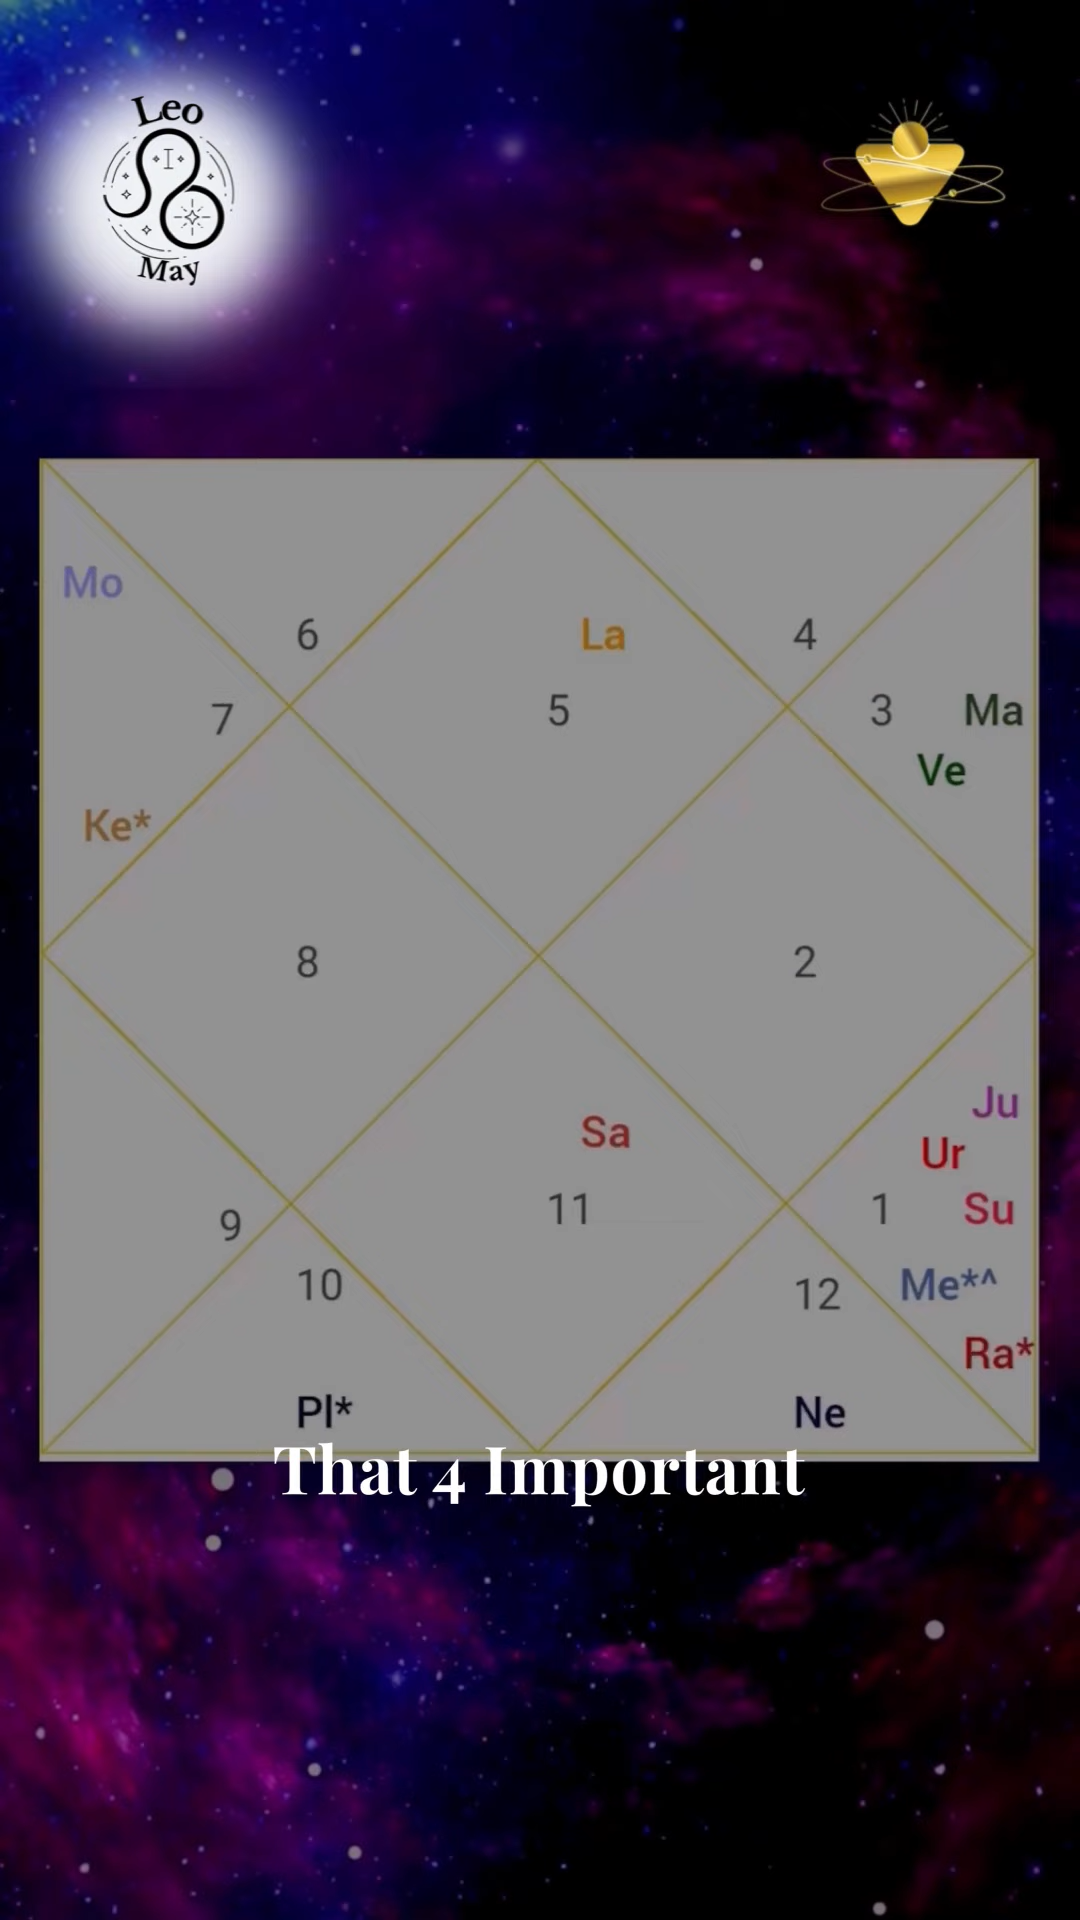 Leo
May
Mo
6
La
4
7
5
3 Ma
Ve
Ke*
8
2
Ju
Sa
Ur
9
11
1 Su
10
12
Me*^
Ra*
Pl*
Ne
That 4 Important